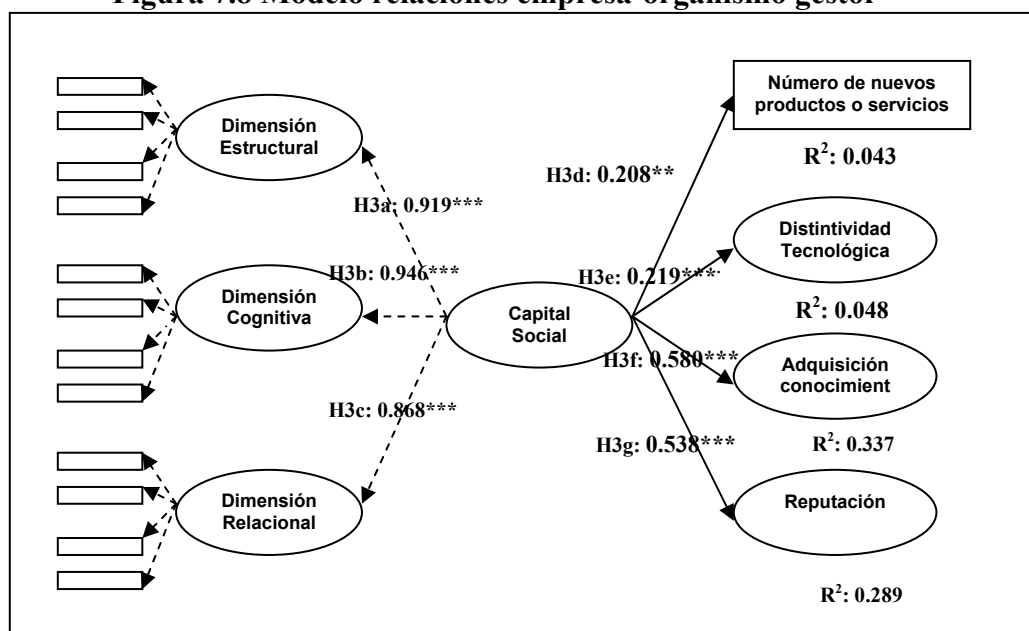 Figura 7.8 Modelo relaciones empresa-organismo gestor
Dimensión
Estructural
Número de nuevos
productos o servicios
R²: 0.043
H3d: 0.208**
H3a: 0.919***
Distintividad
Tecnológica
H3b: 0.946***
H3e: 0.219***
Dimensión
Cognitiva
R²: 0.048
Capital
Social
H3f: 0.580***
Adquisición
conocimient
H3c: 0.868***
H3g: 0.538***
R²: 0.337
Dimensión
Relacional
Reputación
R²: 0.289